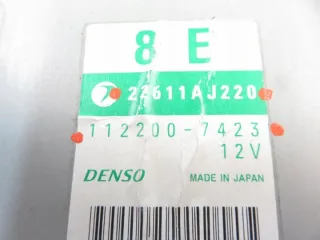 8 E
22611AJ220
112200-7423
12V
DENSO MADE IN JAPAN